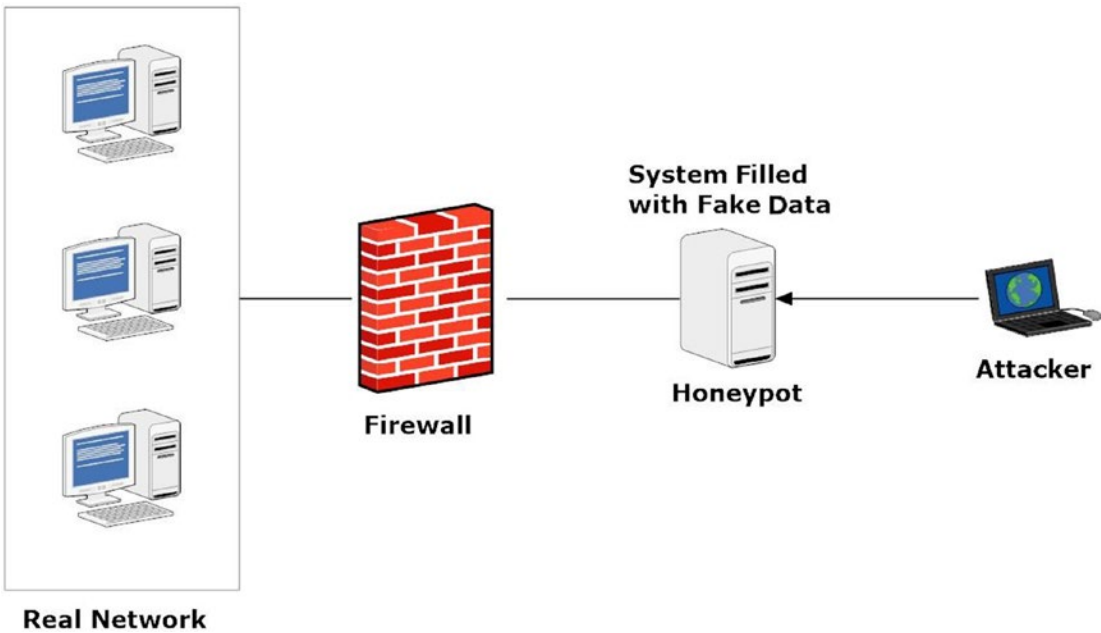 System Filled
with Fake Data
Firewall
Honeypot
Attacker
Real Network